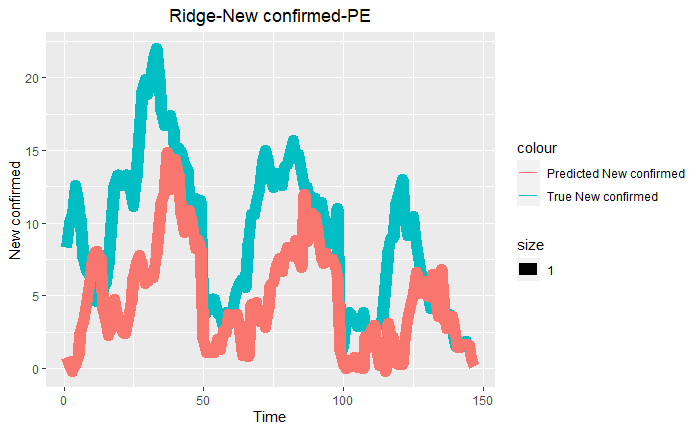 Ridge-New confirmed-PE
New confirmed
20
15
10
5
0
0
50
100
150
Time
colour
Predicted New confirmed
True New confirmed
size
1